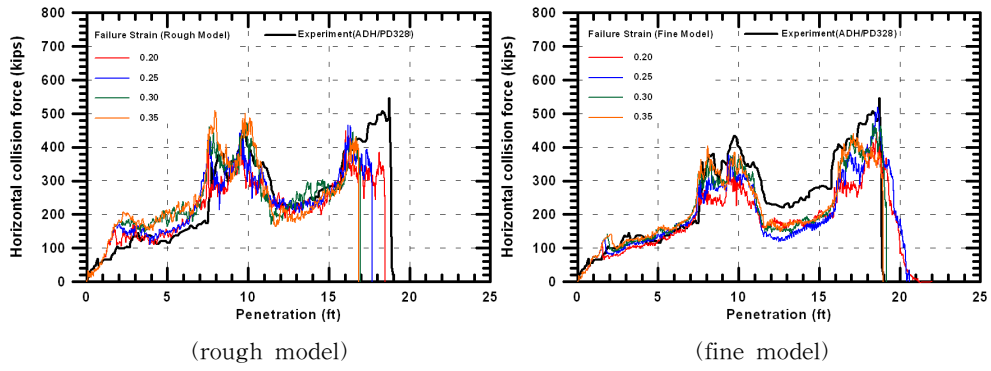 800
700
600
500
400
300
200
100
0
Horizontal collision force (kips)
Failure Strain (Rough Model)
0.20
0.25
0.30
0.35
Experiment(ADH/PD328)
0 5 10 15 20 25
Penetration (ft)
(rough model)
800
700
600
500
400
300
200
100
0
Horizontal collision force (kips)
Failure Strain (Fine Model)
0.20
0.25
0.30
0.35
Experiment(ADH/PD328)
0 5 10 15 20 25
Penetration (ft)
(fine model)